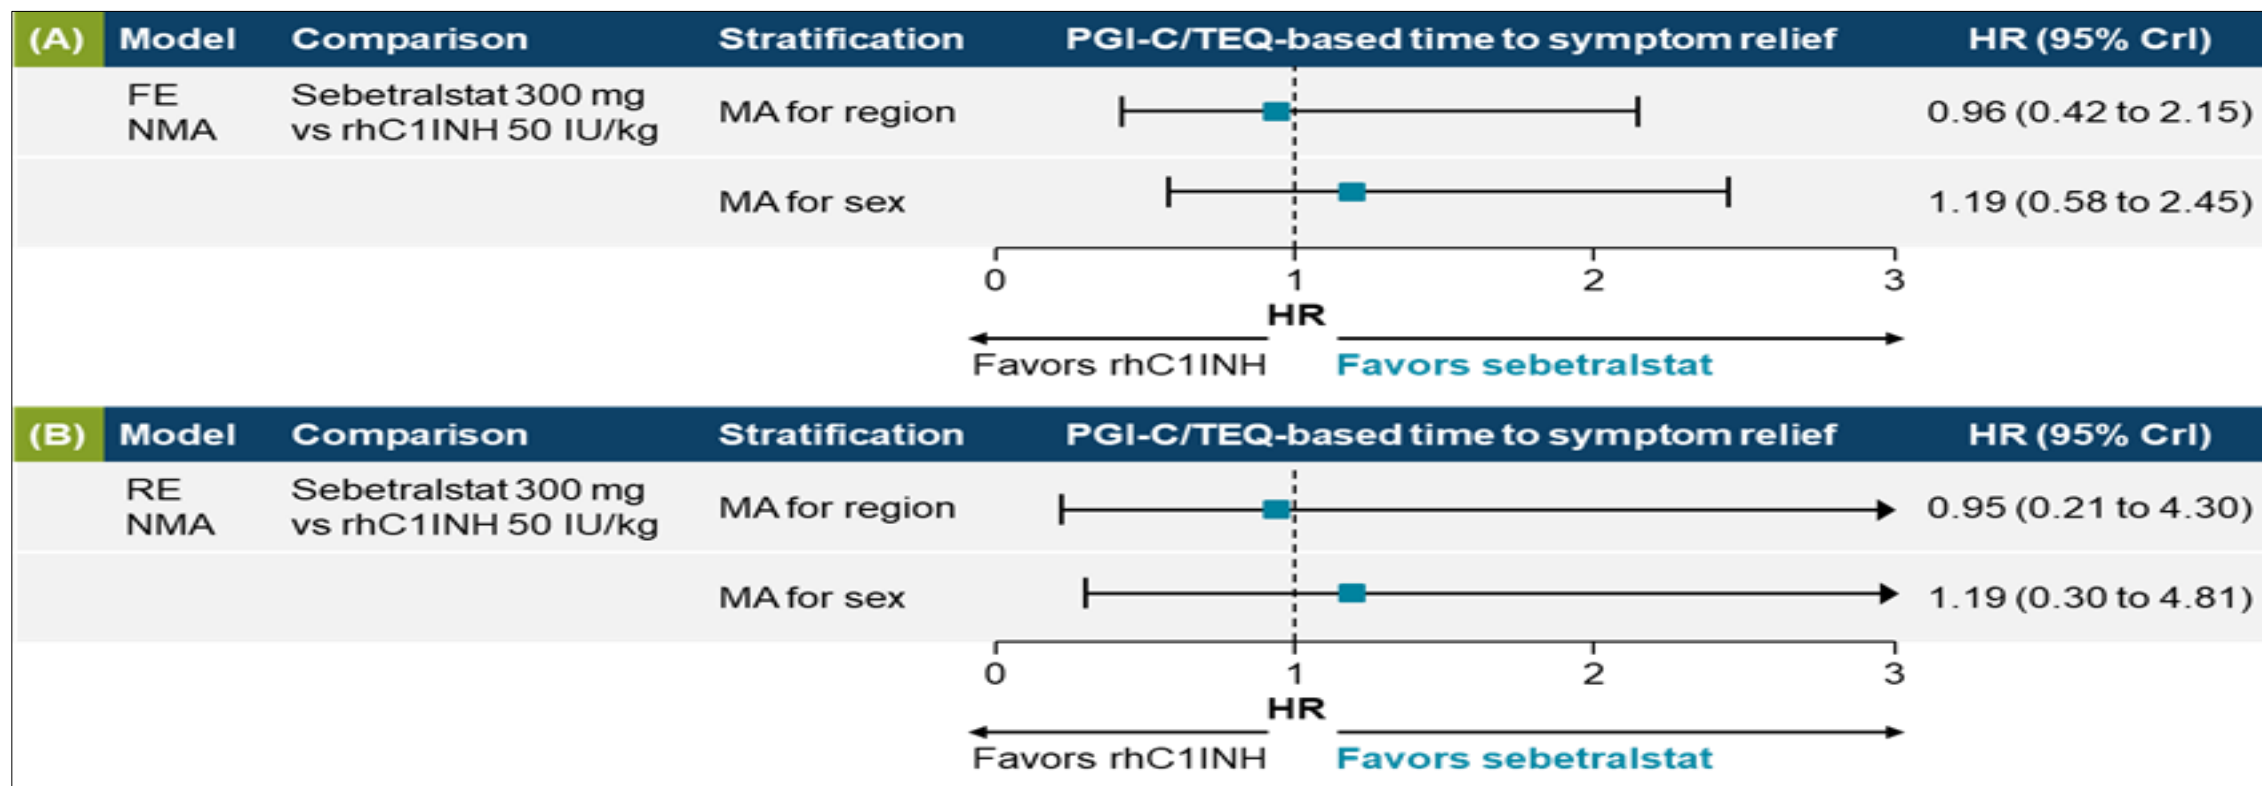 (A) Model Comparison Stratification PGI-C/TEQ-based time to symptom relief HR (95% CrI)
FE Sebetralstat 300 mg
NMA vs rhC1INH 50 IU/kg MA for region 0.96 (0.42 to 2.15)
MA for sex 1.19 (0.58 to 2.45)
0 1 2 3
HR
Favors rhC1INH Favors sebetralstat
(B) Model Comparison Stratification PGI-C/TEQ-based time to symptom relief HR (95% CrI)
RE Sebetralstat 300 mg
NMA vs rhC1INH 50 IU/kg MA for region 0.95 (0.21 to 4.30)
MA for sex 1.19 (0.30 to 4.81)
0 1 2 3
HR
Favors rhC1INH Favors sebetralstat